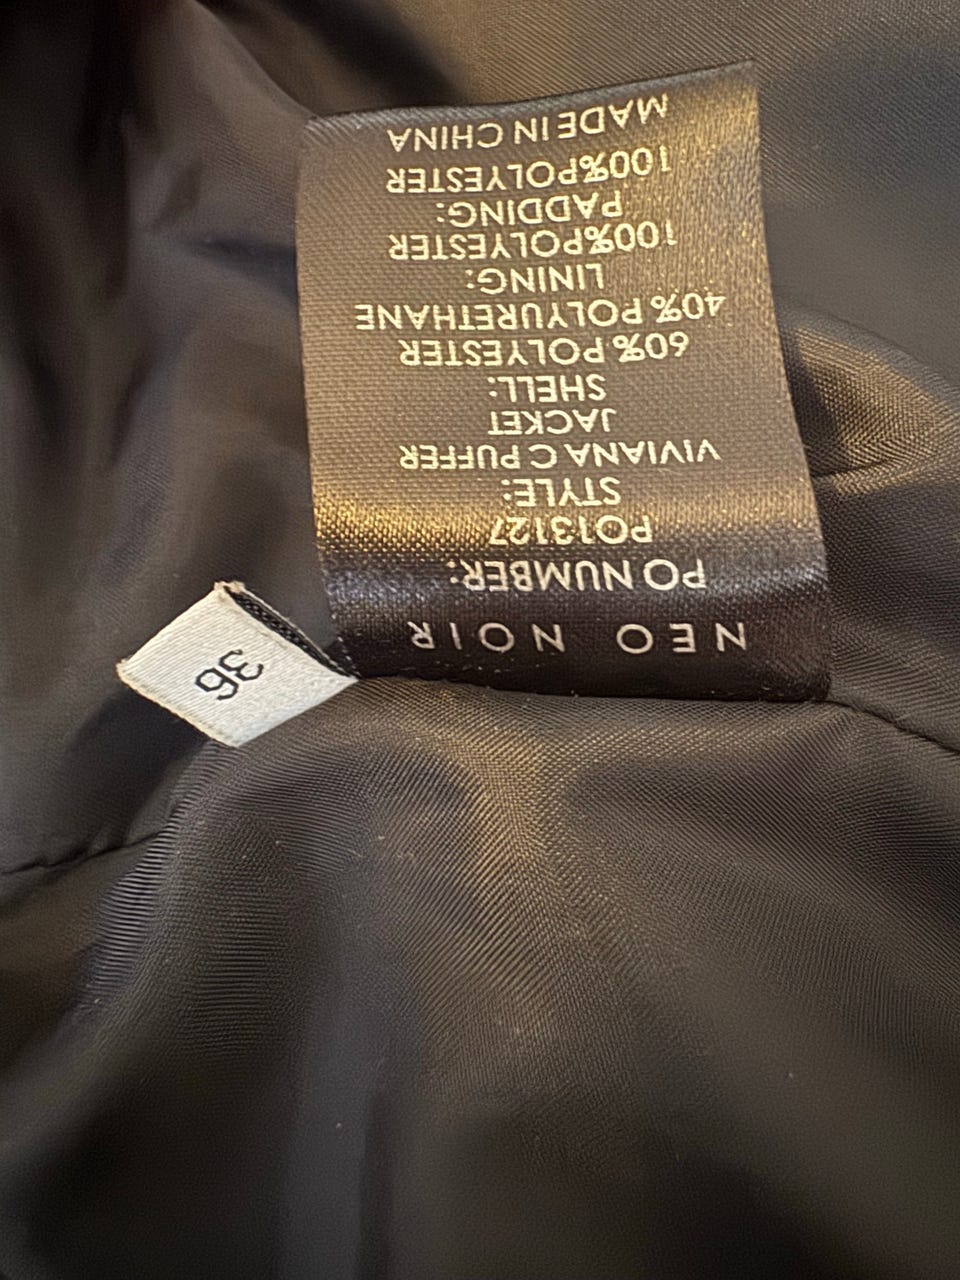 NEO NOIR
PO NUMBER:
PO13127
STYLE:
VIVIANA C PUFFER
JACKET
SHELL:
60% POLYESTER
40% POLYURETHANE
LINING:
100%POLYESTER
PADDING:
100%POLYESTER
MADE IN CHINA
36